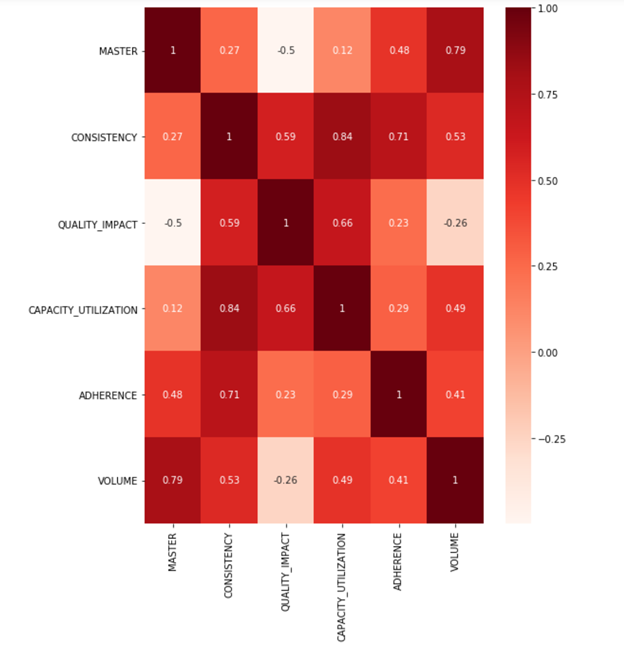 MASTER 1 0.27 -0.5 0.12 0.48 0.79
CONSISTENCY 0.27 1 0.59 0.84 0.71 0.53
QUALITY_IMPACT -0.5 0.59 1 0.66 0.23 -0.26
CAPACITY_UTILIZATION 0.12 0.84 0.66 1 0.29 0.49
ADHERENCE 0.48 0.71 0.23 0.29 1 0.41
VOLUME 0.79 0.53 -0.26 0.49 0.41 1
MASTER
CONSISTENCY
QUALITY_IMPACT
CAPACITY_UTILIZATION
ADHERENCE
VOLUME
1.00
0.75
0.50
0.25
0.00
−0.25